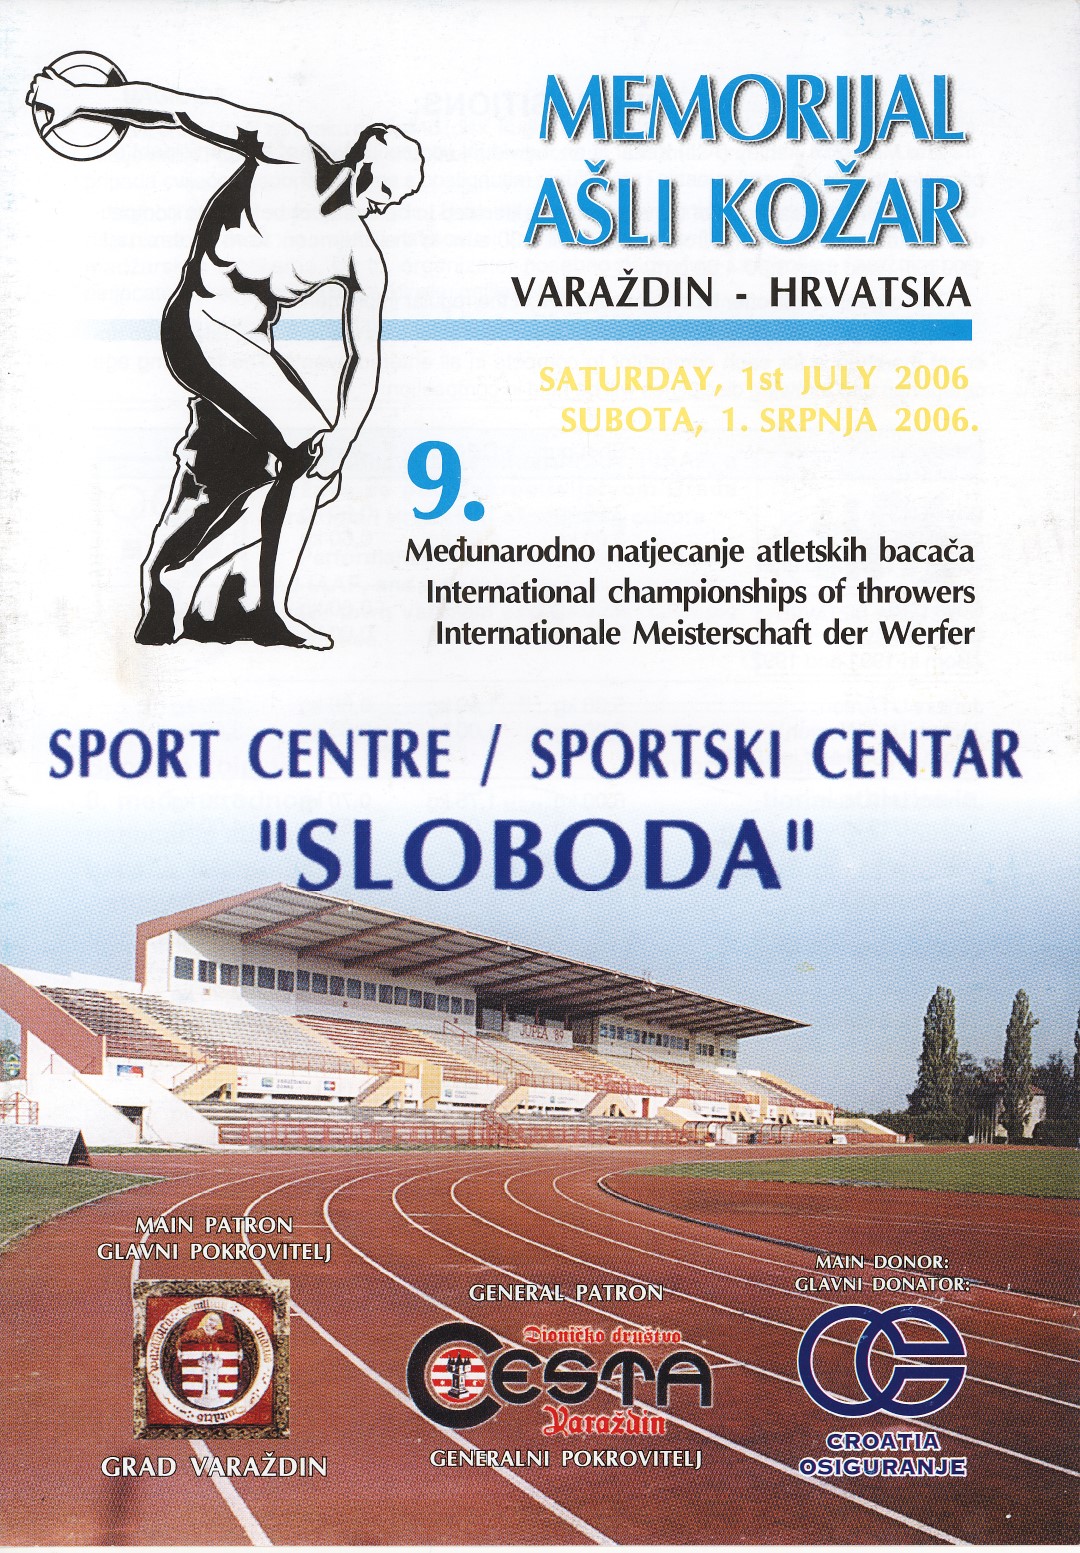 MEMORIJAL
AŠLI KOŽAR
VARAŽDIN - HRVATSKA
SATURDAY, 1st JULY 2006
SUBOTA, 1. SRPNJA 2006.
9.
Međunarodno natjecanje atletskih bacača
International championships of throwers
Internationale Meisterschaft der Werfer
SPORT CENTRE / SPORTSKI CENTAR
"SLOBODA"
MAIN PATRON
GLAVNI POKROVITELJ
GRAD VARAŽDIN
GENERAL PATRON
Dioničko društvo
CESTA
Varaždin
GENERALNI POKROVITELJ
MAIN DONOR:
GLAVNI DONATOR:
CROATIA
OSIGURANJE